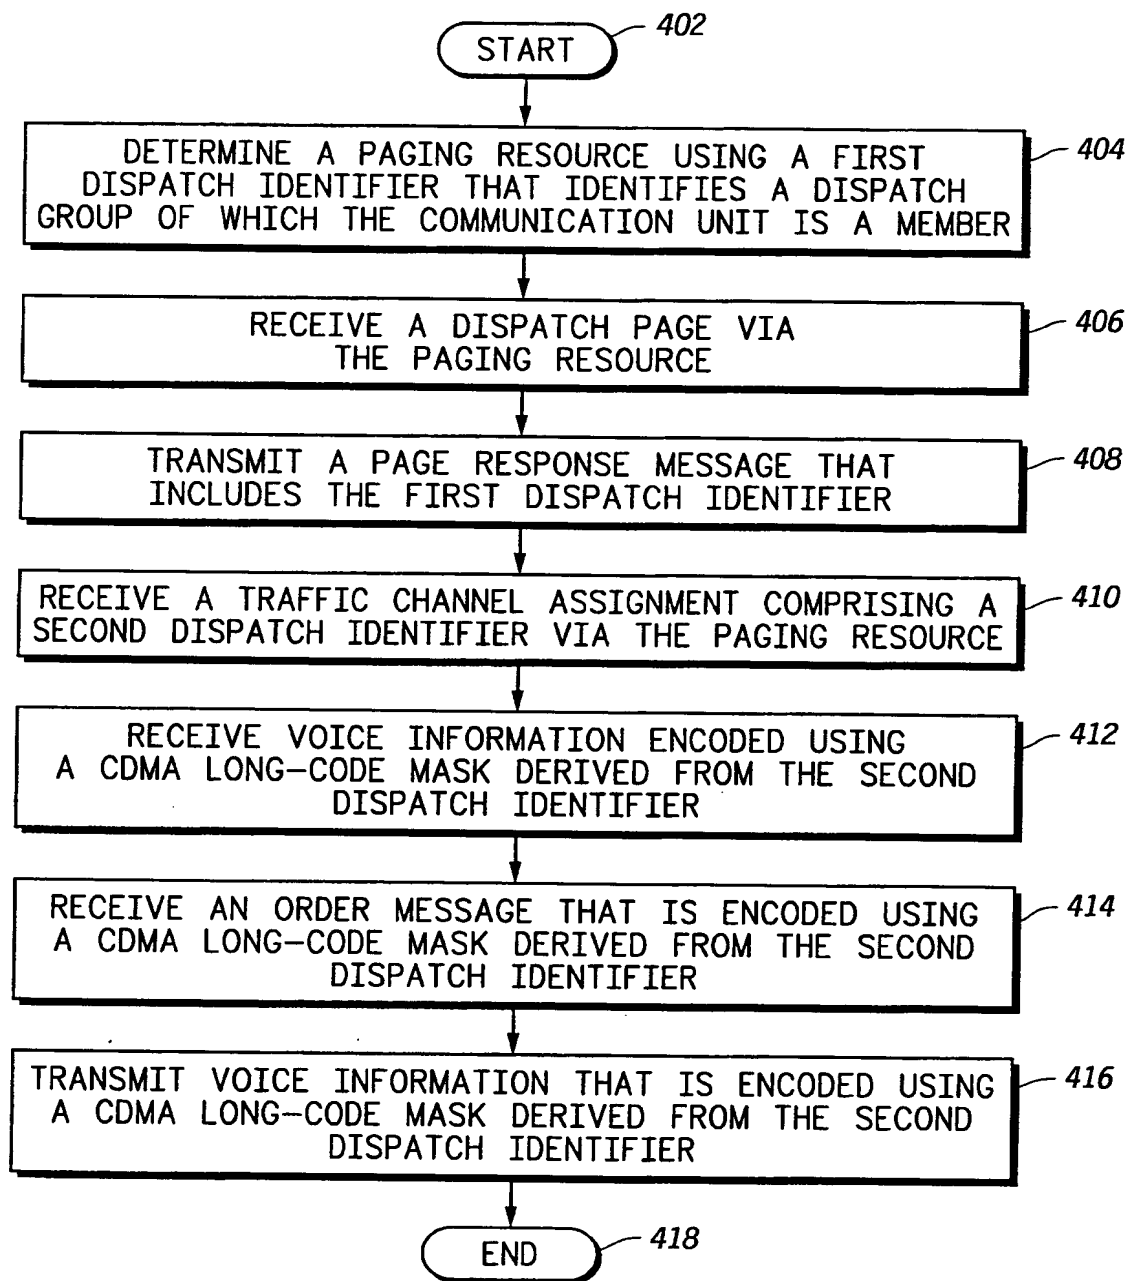 START
402
DETERMINE A PAGING RESOURCE USING A FIRST
DISPATCH IDENTIFIER THAT IDENTIFIES A DISPATCH
GROUP OF WHICH THE COMMUNICATION UNIT IS A MEMBER
404
RECEIVE A DISPATCH PAGE VIA
THE PAGING RESOURCE
406
TRANSMIT A PAGE RESPONSE MESSAGE THAT
INCLUDES THE FIRST DISPATCH IDENTIFIER
408
RECEIVE A TRAFFIC CHANNEL ASSIGNMENT COMPRISING A
SECOND DISPATCH IDENTIFIER VIA THE PAGING RESOURCE
410
RECEIVE VOICE INFORMATION ENCODED USING
A CDMA LONG-CODE MASK DERIVED FROM THE SECOND
DISPATCH IDENTIFIER
412
RECEIVE AN ORDER MESSAGE THAT IS ENCODED USING
A CDMA LONG-CODE MASK DERIVED FROM THE SECOND
DISPATCH IDENTIFIER
414
TRANSMIT VOICE INFORMATION THAT IS ENCODED USING
A CDMA LONG-CODE MASK DERIVED FROM THE SECOND
DISPATCH IDENTIFIER
416
END
418